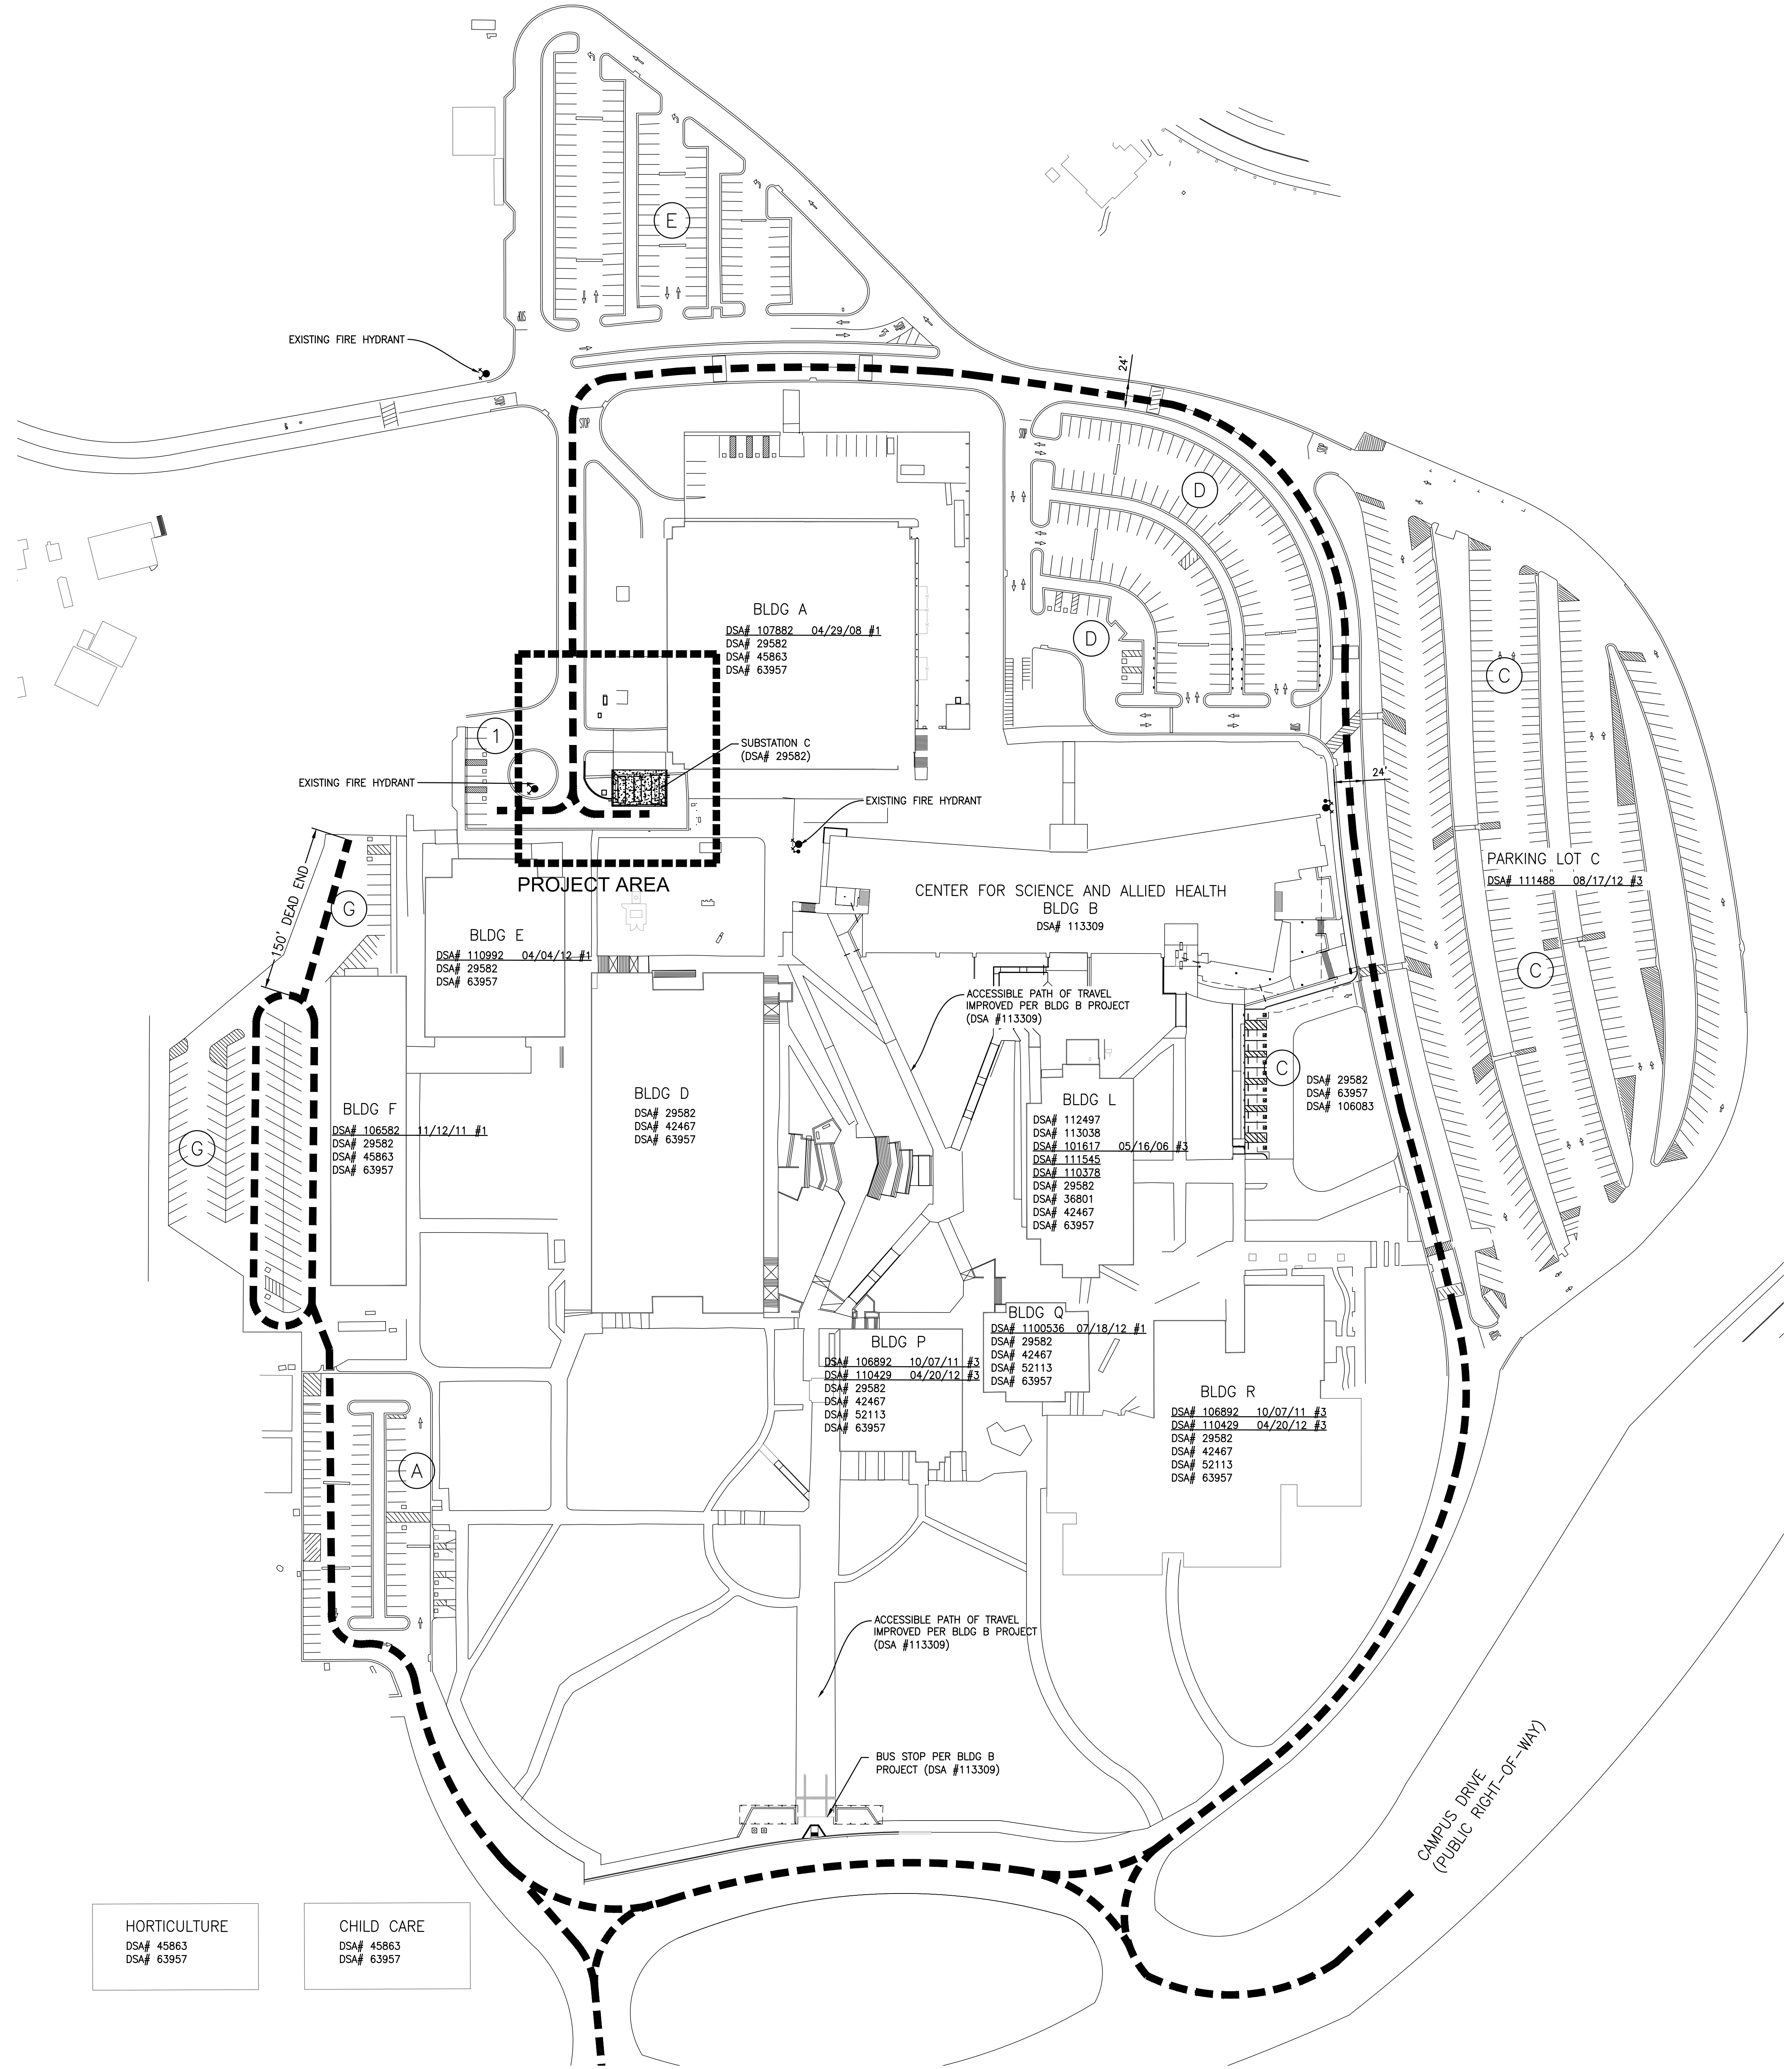 E
BUS
EXISTING FIRE HYDRANT
24'
STOP
STOP
D
D
BLDG A
DSA# 107882 04/29/08 #1
DSA# 29582
DSA# 45863
DSA# 63957
C
1
SUBSTATION C
(DSA# 29582)
24'
EXISTING FIRE HYDRANT
EXISTING FIRE HYDRANT
PARKING LOT C
DSA# 111488 08/17/12 #3
PROJECT AREA
150' DEAD END
G
CENTER FOR SCIENCE AND ALLIED HEALTH
BLDG B
DSA# 113309
BLDG E
DSA# 110992 04/04/12 #1
DSA# 29582
DSA# 63957
C
ACCESSIBLE PATH OF TRAVEL
IMPROVED PER BLDG B PROJECT
(DSA #113309)
C
DSA# 29582
DSA# 63957
DSA# 106083
BLDG D
DSA# 29582
DSA# 42467
DSA# 63957
BLDG L
DSA# 112497
DSA# 113038
DSA# 101617 05/16/06 #3
DSA# 111545
DSA# 110378
DSA# 29582
DSA# 36801
DSA# 42467
DSA# 63957
BLDG F
DSA# 106582 11/12/11 #1
DSA# 29582
DSA# 45863
DSA# 63957
G
BLDG Q
DSA# 1100536 07/18/12 #1
DSA# 29582
DSA# 42467
DSA# 52113
DSA# 63957
BLDG P
DSA# 106892 10/07/11 #3
DSA# 110429 04/20/12 #3
DSA# 29582
DSA# 42467
DSA# 52113
DSA# 63957
BLDG R
DSA# 106892 10/07/11 #3
DSA# 110429 04/20/12 #3
DSA# 29582
DSA# 42467
DSA# 52113
DSA# 63957
A
ACCESSIBLE PATH OF TRAVEL
IMPROVED PER BLDG B PROJECT
(DSA #113309)
BUS STOP PER BLDG B
PROJECT (DSA #113309)
CAMPUS DRIVE
(PUBLIC RIGHT-OF-WAY)
HORTICULTURE
DSA# 45863
DSA# 63957
CHILD CARE
DSA# 45863
DSA# 63957